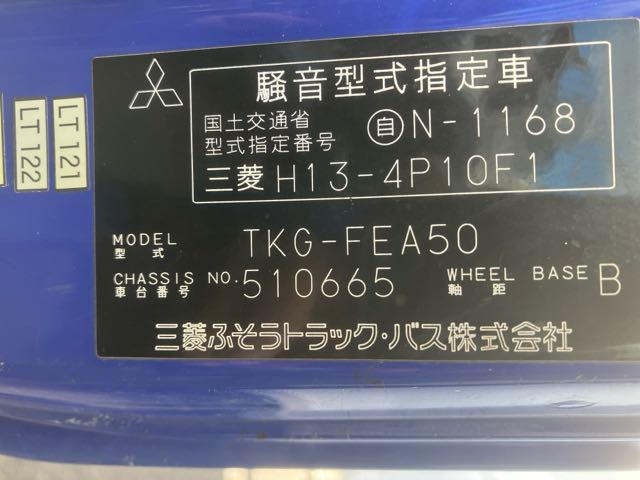 騒音型式指定車
国土交通省
型式指定番号
自N-1168
三菱 H13-4P10F1
MODEL
型式
TKG-FEA50
CHASSIS NO.
車台番号
510665
WHEEL BASE
軸距
B
三菱ふそうトラック・バス株式会社
LT 121
LT 122